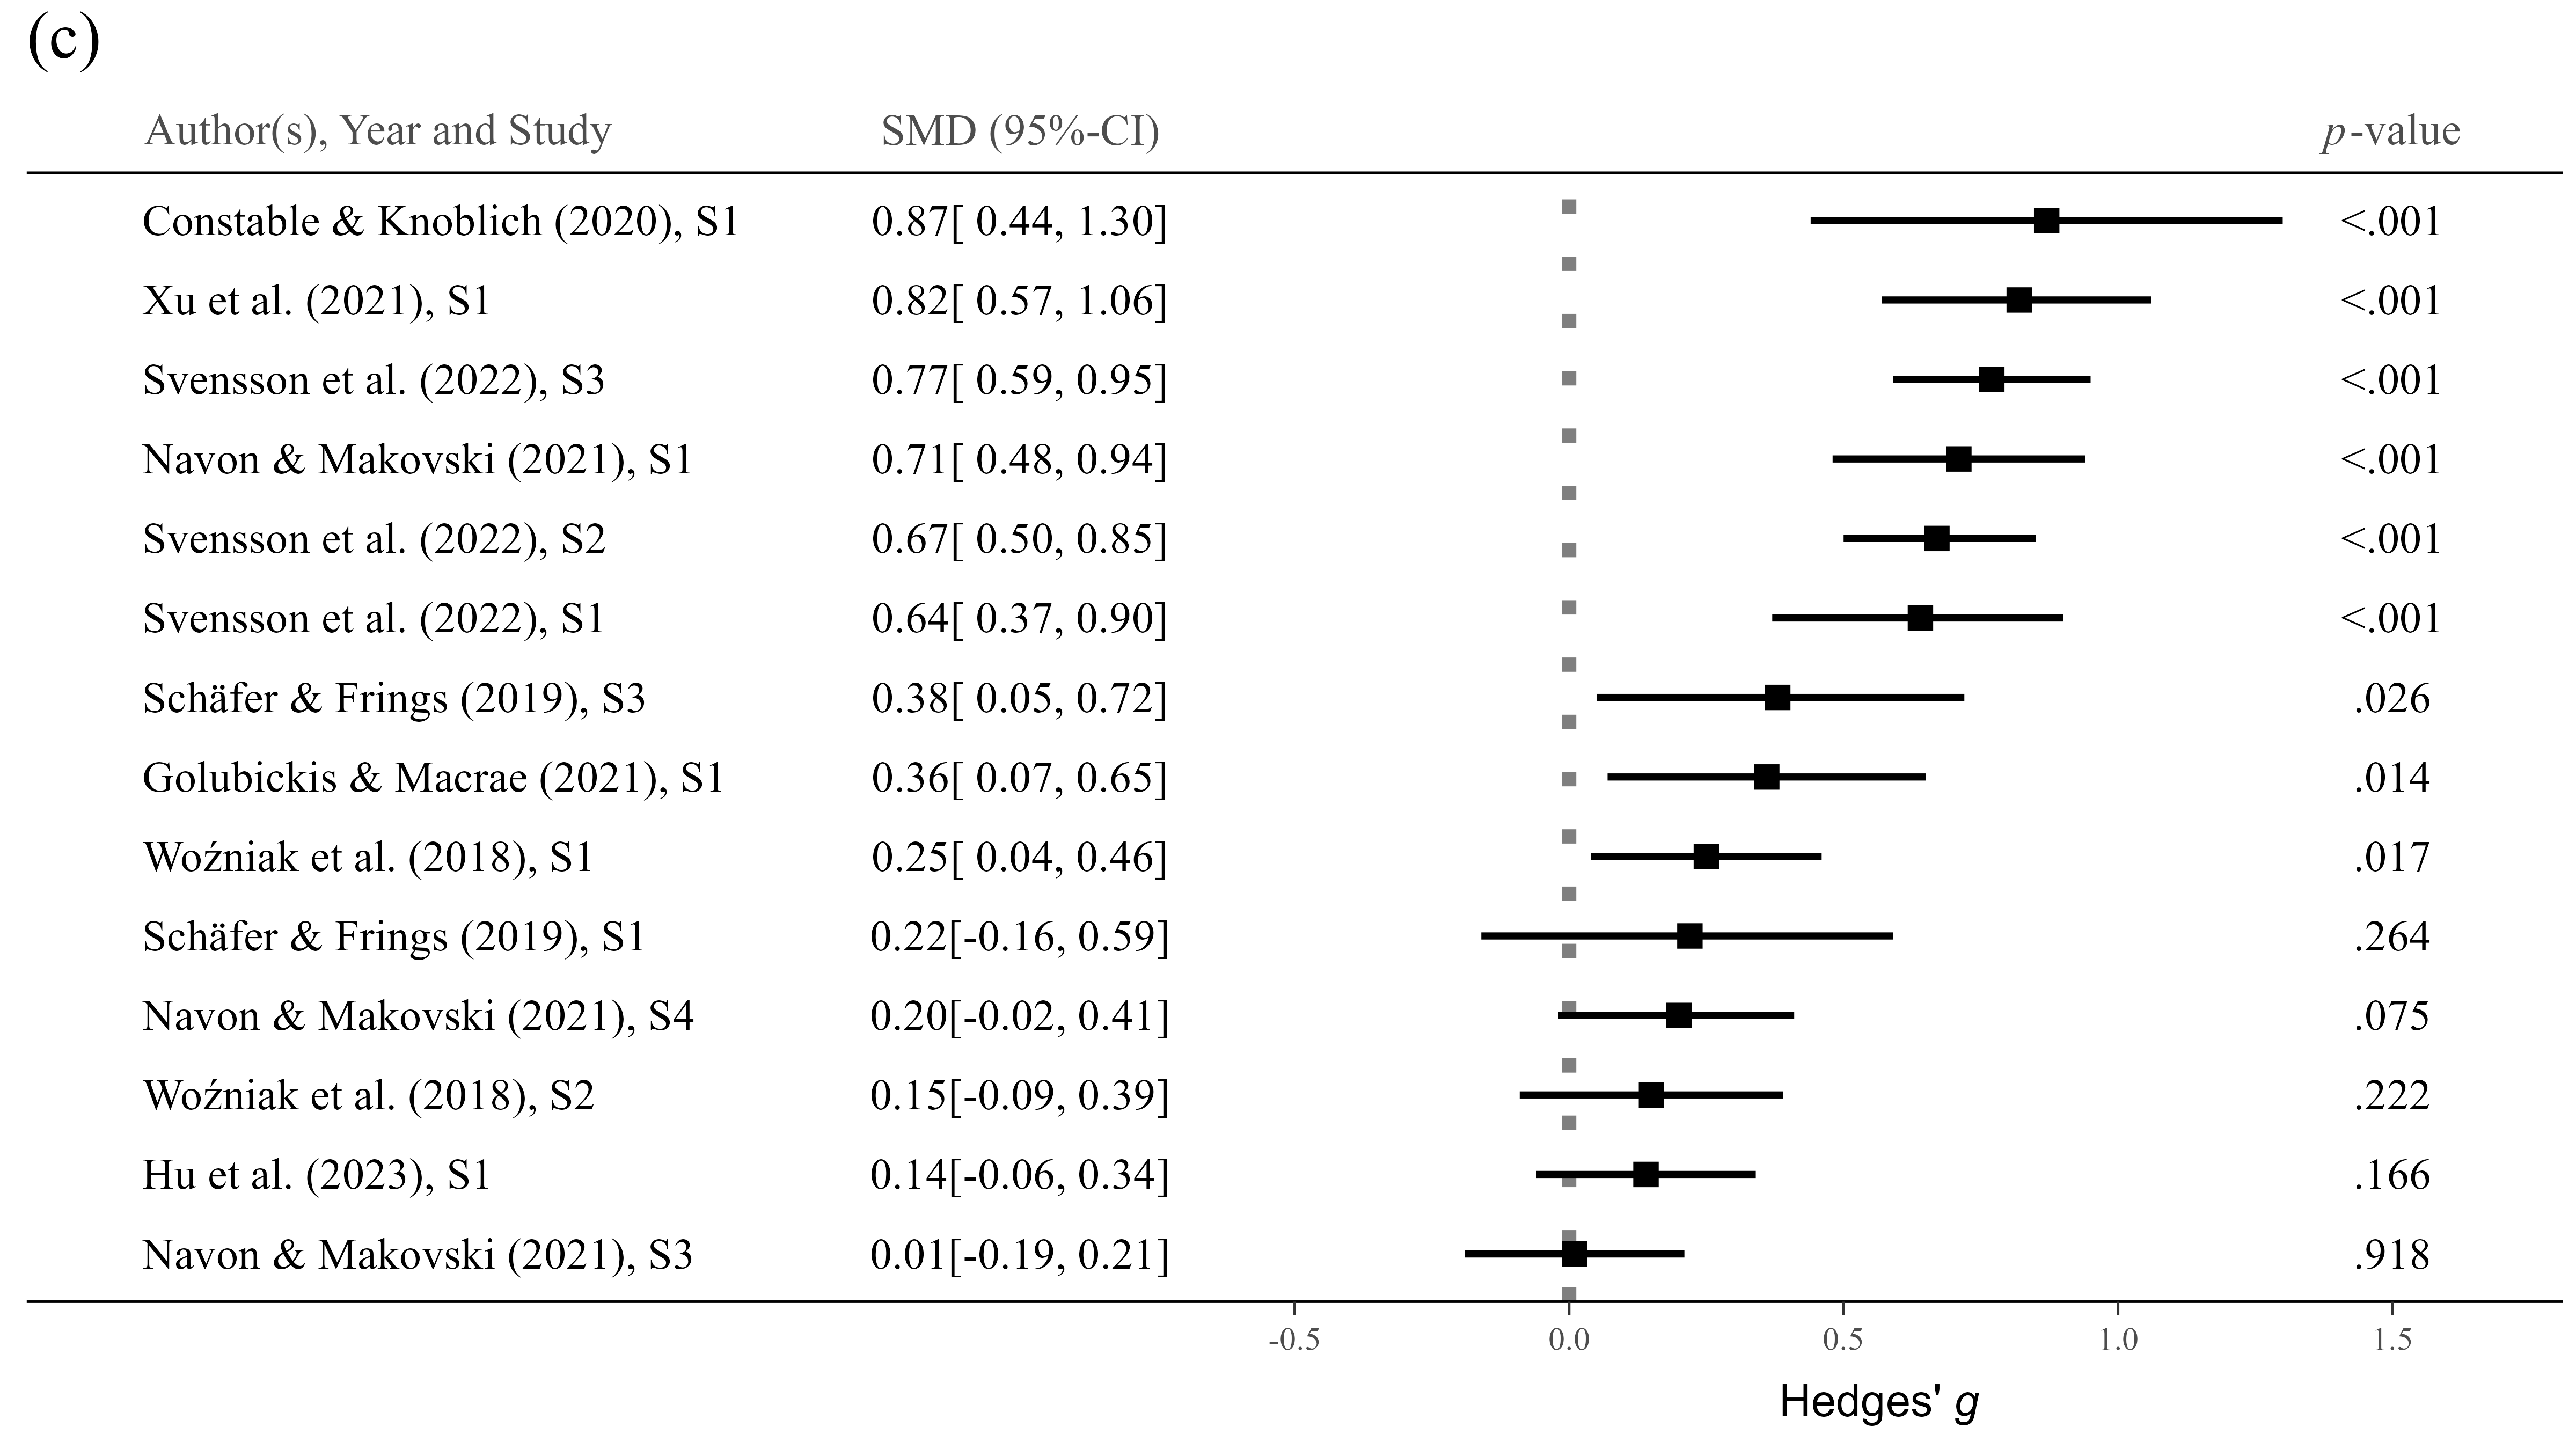 (c)
Author(s), Year and Study SMD (95%-CI) p-value
Constable & Knoblich (2020), S1 0.87[ 0.44, 1.30] <.001
Xu et al. (2021), S1 0.82[ 0.57, 1.06] <.001
Svensson et al. (2022), S3 0.77[ 0.59, 0.95] <.001
Navon & Makovski (2021), S1 0.71[ 0.48, 0.94] <.001
Svensson et al. (2022), S2 0.67[ 0.50, 0.85] <.001
Svensson et al. (2022), S1 0.64[ 0.37, 0.90] <.001
Schäfer & Frings (2019), S3 0.38[ 0.05, 0.72] .026
Golubickis & Macrae (2021), S1 0.36[ 0.07, 0.65] .014
Woźniak et al. (2018), S1 0.25[ 0.04, 0.46] .017
Schäfer & Frings (2019), S1 0.22[-0.16, 0.59] .264
Navon & Makovski (2021), S4 0.20[-0.02, 0.41] .075
Woźniak et al. (2018), S2 0.15[-0.09, 0.39] .222
Hu et al. (2023), S1 0.14[-0.06, 0.34] .166
Navon & Makovski (2021), S3 0.01[-0.19, 0.21] .918
-0.5 0.0 0.5 1.0 1.5
Hedges' g